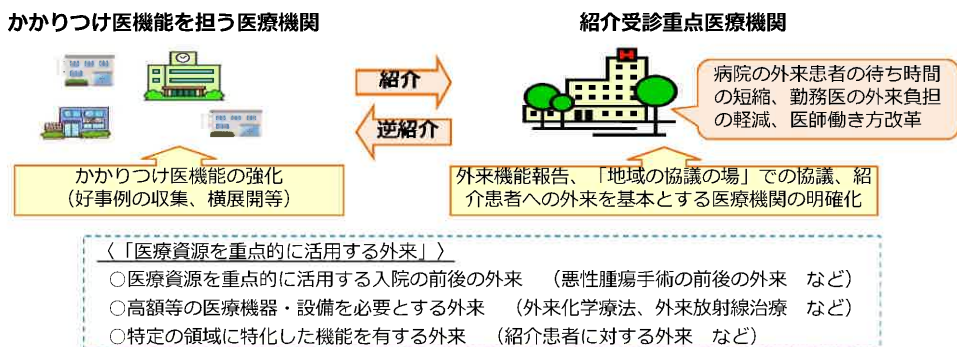 かかりつけ医機能を担う医療機関
紹介受診重点医療機関
紹介
逆紹介
病院の外来患者の待ち時間
の短縮、勤務医の外来負担
の軽減、医師働き方改革
かかりつけ医機能の強化
（好事例の収集、横展開等）
外来機能報告、「地域の協議の場」での協議、紹
介患者への外来を基本とする医療機関の明確化
〈「医療資源を重点的に活用する外来」〉
○医療資源を重点的に活用する入院の前後の外来　（悪性腫瘍手術の前後の外来　など）
○高額等の医療機器・設備を必要とする外来　（外来化学療法、外来放射線治療　など）
○特定の領域に特化した機能を有する外来　（紹介患者に対する外来　など）